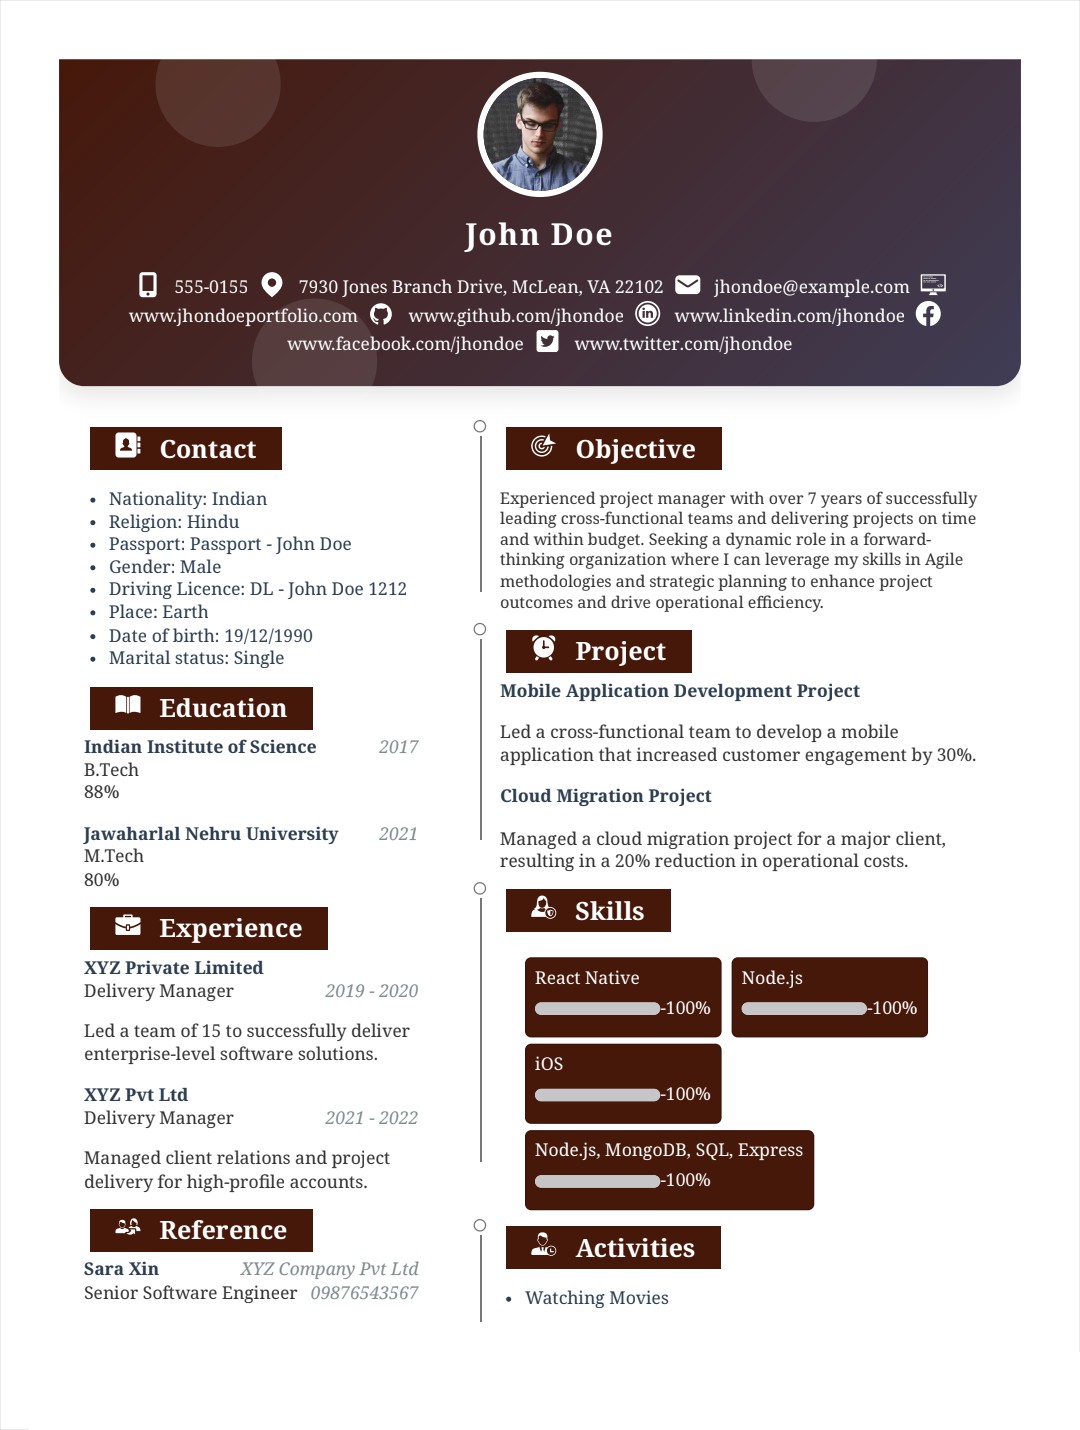 John Doe
555-0155 7930 Jones Branch Drive, McLean, VA 22102 jhondoe@example.com
www.jhondoeportfolio.com www.github.com/jhondoe www.linkedin.com/jhondoe
www.facebook.com/jhondoe www.twitter.com/jhondoe
Contact
• Nationality: Indian
• Religion: Hindu
• Passport: Passport - John Doe
• Gender: Male
• Driving Licence: DL - John Doe 1212
• Place: Earth
• Date of birth: 19/12/1990
• Marital status: Single
Education
Indian Institute of Science 2017
B.Tech
88%
Jawaharlal Nehru University 2021
M.Tech
80%
Experience
XYZ Private Limited
Delivery Manager 2019 - 2020
Led a team of 15 to successfully deliver
enterprise-level software solutions.
XYZ Pvt Ltd
Delivery Manager 2021 - 2022
Managed client relations and project
delivery for high-profile accounts.
Reference
Sara Xin XYZ Company Pvt Ltd
Senior Software Engineer 09876543567
Objective
Experienced project manager with over 7 years of successfully
leading cross-functional teams and delivering projects on time
and within budget. Seeking a dynamic role in a forward-
thinking organization where I can leverage my skills in Agile
methodologies and strategic planning to enhance project
outcomes and drive operational efficiency.
Project
Mobile Application Development Project
Led a cross-functional team to develop a mobile
application that increased customer engagement by 30%.
Cloud Migration Project
Managed a cloud migration project for a major client,
resulting in a 20% reduction in operational costs.
Skills
React Native
-100%
Node.js
-100%
iOS
-100%
Node.js, MongoDB, SQL, Express
-100%
Activities
• Watching Movies